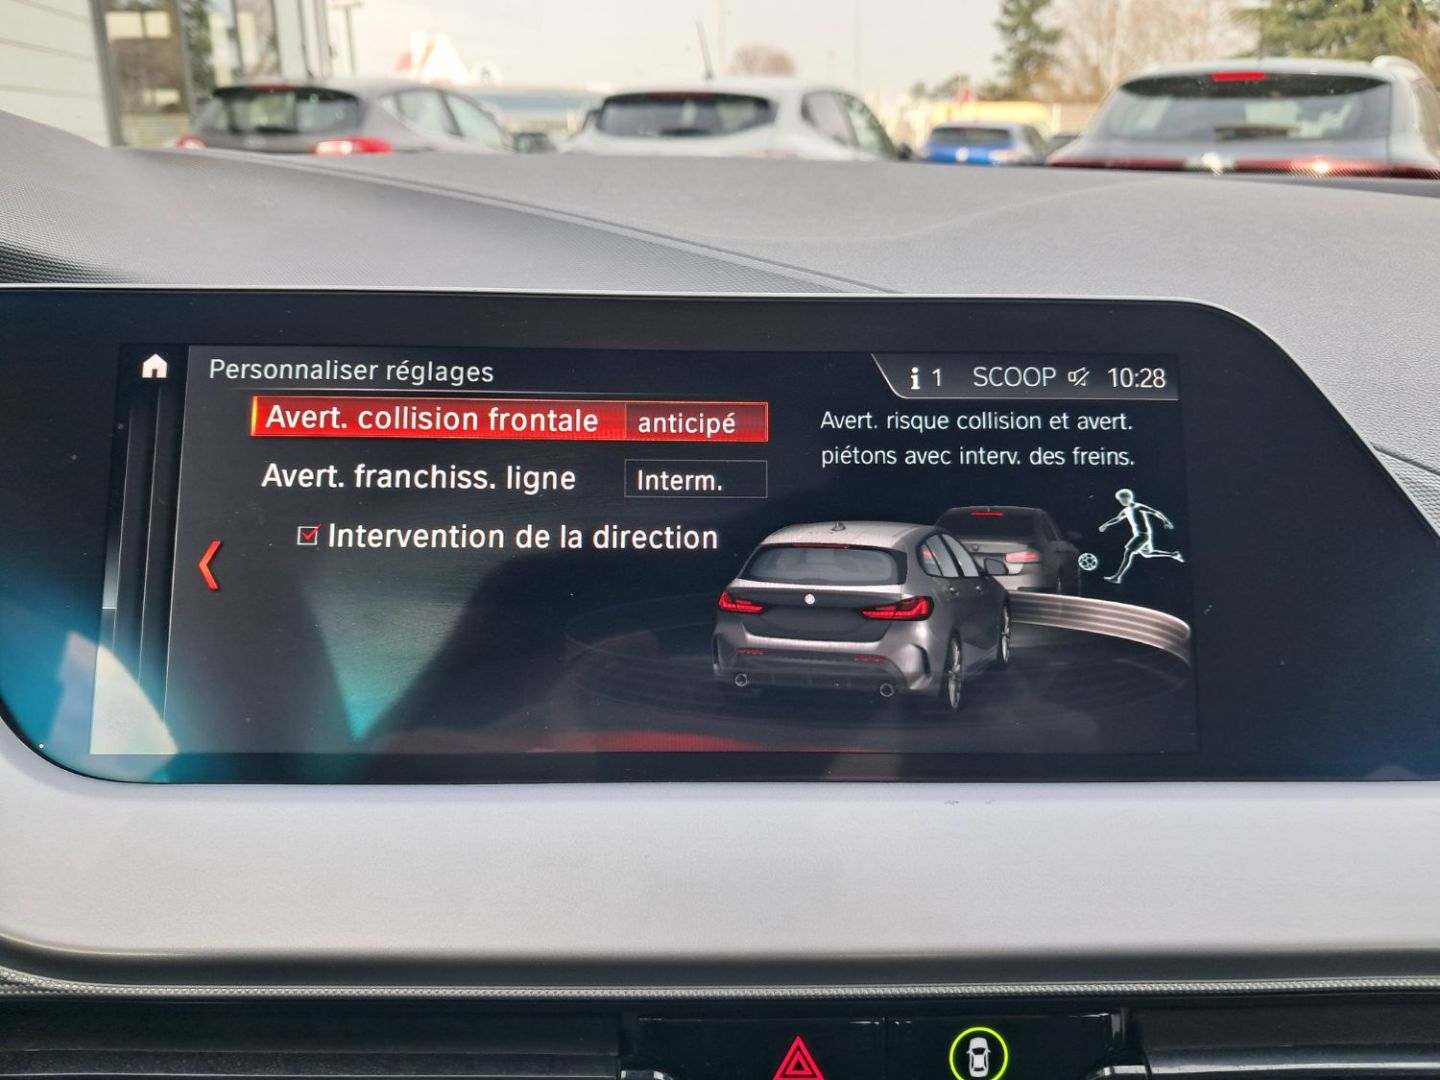 Personnaliser réglages
i 1 SCOOP 10:28
Avert. collision frontale anticipé
Avert. franchiss. ligne Interm.
Intervention de la direction
Avert. risque collision et avert.
piétons avec interv. des freins.